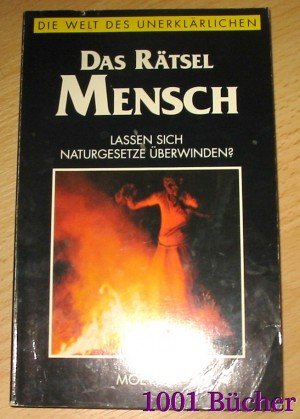 DIE WELT DES UNERKLÄRLICHEN
DAS RÄTSEL
MENSCH
LASSEN SICH
NATURGESETZE ÜBERWINDEN?
1001 Bücher